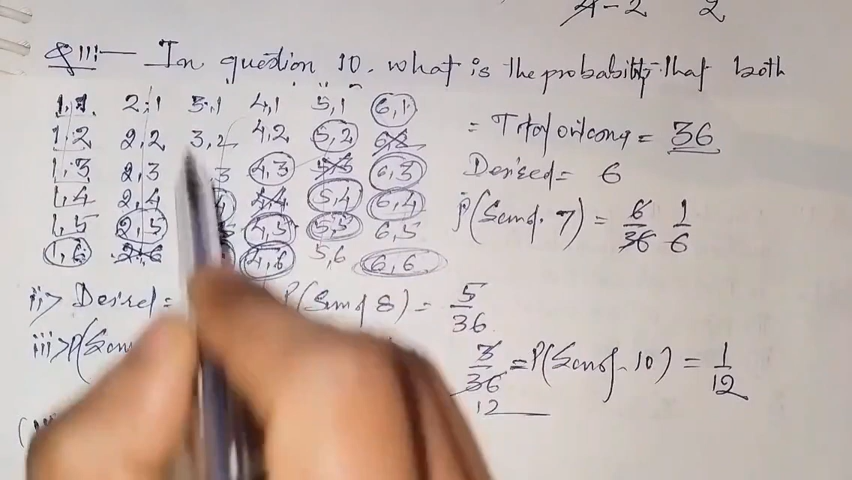 A-2 2
Q iii— In question 10. what is the probability that both
1,1. 2,1 3,1 4,1 5,1 6,1
1,2 2,2 3,2 4,2 5,2 6,2 = Total = 36
1,3 2,3 ,3 4,3 5,3 6,3 Desired = 6
1,4 2,4 4,4 5,4 6,4 P(Sum of. 7) = 6/36 1/6
1,5 2,5 4,5 5,5 6,5
1,6 2,6 4,6 5,6 6,6
ii> Desired = P(Sum of 8) = 5/36
iii> P(Sum 3/36 = P(Sum of 10) = 1/12
12